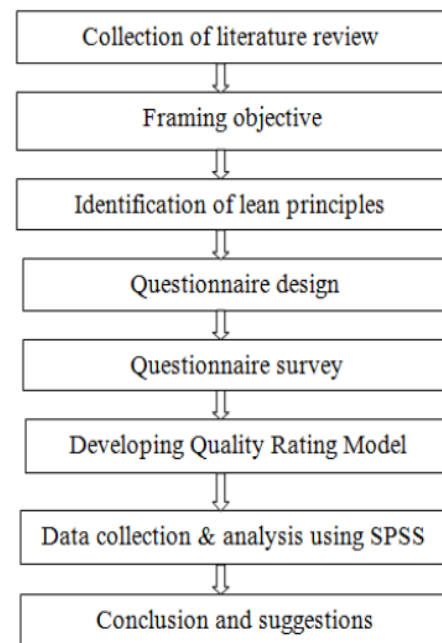 Collection of literature review
Framing objective
Identification of lean principles
Questionnaire design
Questionnaire survey
Developing Quality Rating Model
Data collection & analysis using SPSS
Conclusion and suggestions